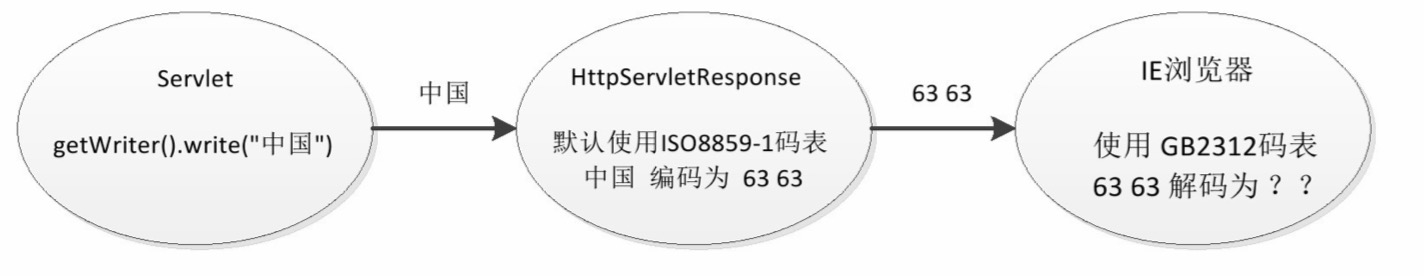 Servlet
getWriter().write("中国")
中国
HttpServletResponse
默认使用ISO8859-1码表
中国 编码为 63 63
63 63
IE浏览器
使用 GB2312码表
63 63 解码为 ？？